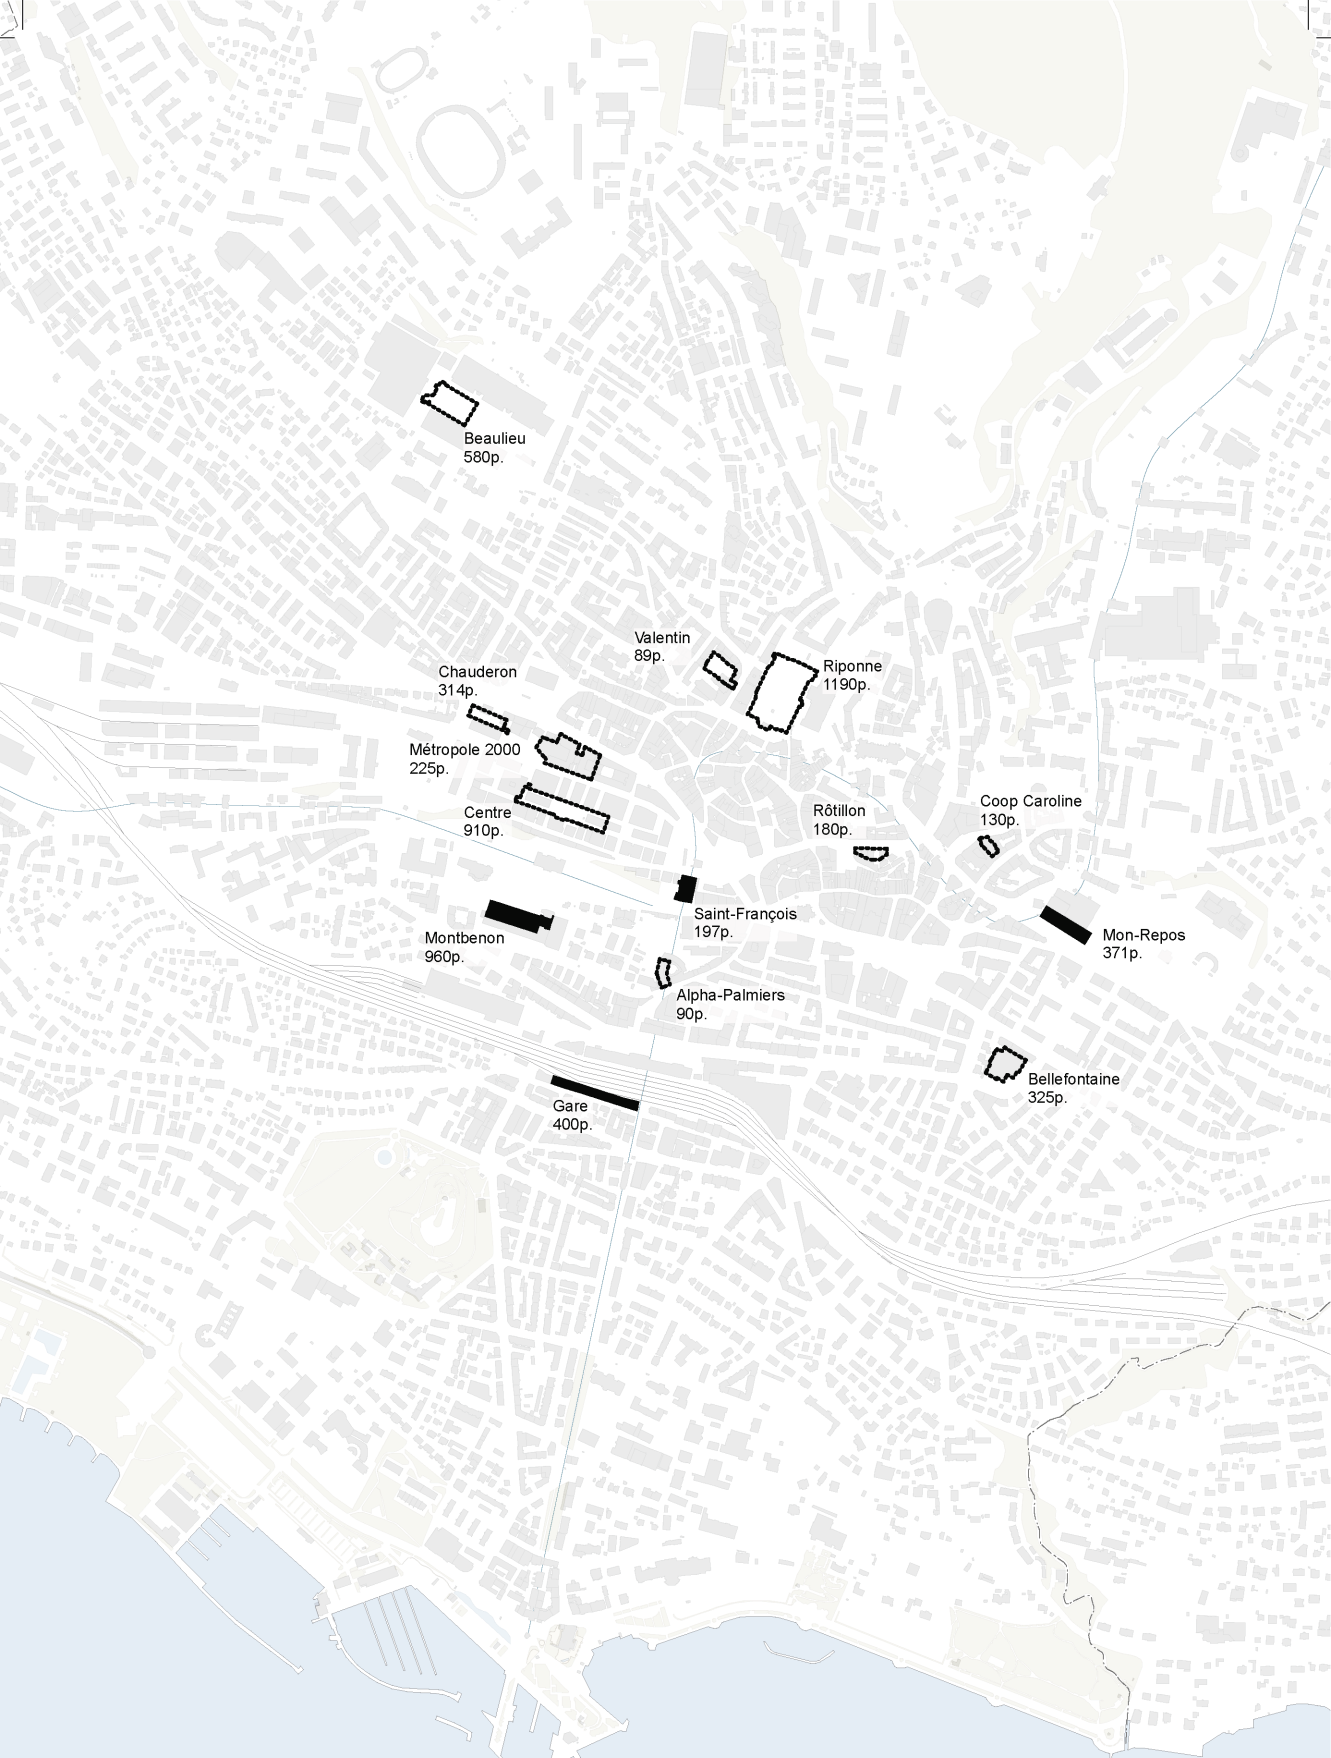 Beaulieu
580p.
Valentin
89p.
Riponne
1190p.
Chauderon
314p.
Métropole 2000
225p.
Centre
910p.
Rôtillon
180p.
Coop Caroline
130p.
Saint-François
197p.
Montbenon
960p.
Mon-Repos
371p.
Alpha-Palmiers
90p.
Bellefontaine
325p.
Gare
400p.